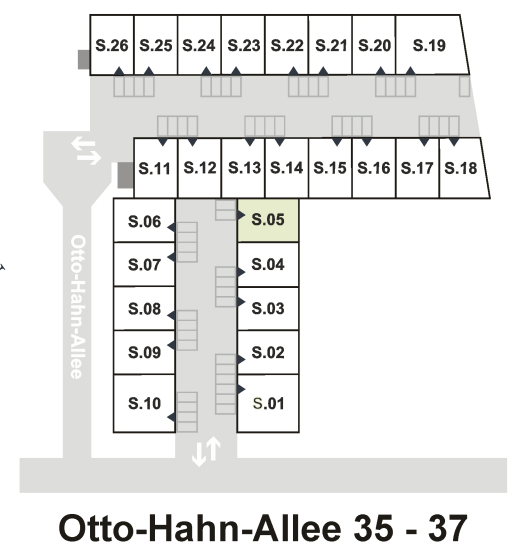 S.26 S.25 S.24 S.23 S.22 S.21 S.20 S.19
S.11 S.12 S.13 S.14 S.15 S.16 S.17 S.18
S.06 S.05
S.07 S.04
S.08 S.03
S.09 S.02
S.10 S.01
Otto-Hahn-Allee
Otto-Hahn-Allee 35 - 37